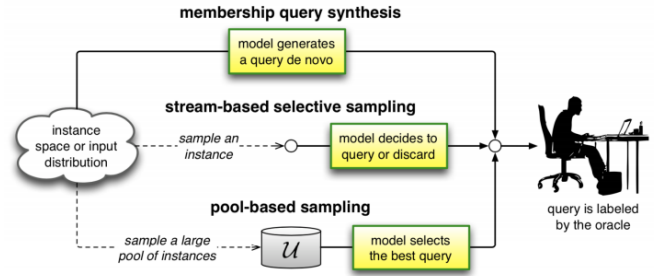 membership query synthesis
model generates
a query de novo
stream-based selective sampling
instance
space or input
distribution
sample an
instance
model decides to
query or discard
pool-based sampling
sample a large
pool of instances
U
model selects
the best query
query is labeled
by the oracle